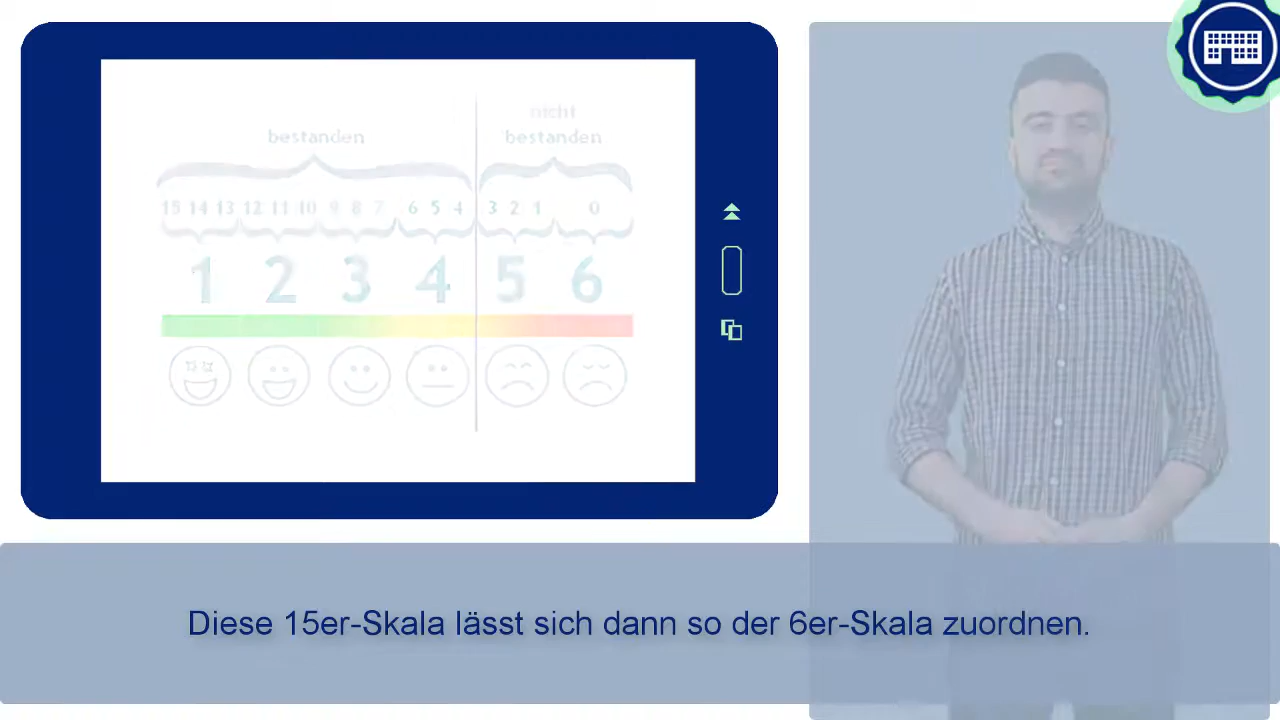 nicht
bestanden bestanden
15 14 13 12 11 10 9 8 7 6 5 4 3 2 1 0
1 2 3 4 5 6
Diese 15er-Skala lässt sich dann so der 6er-Skala zuordnen.